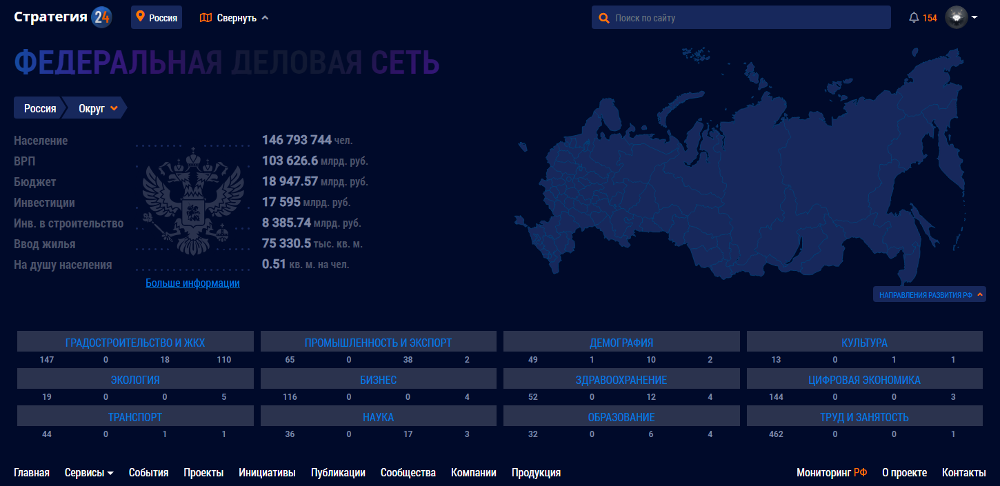 Стратегия 24 Россия Свернуть Поиск по сайту 154
ФЕДЕРАЛЬНАЯ ДЕЛОВАЯ СЕТЬ
Россия Округ
Население 146 793 744 чел.
ВРП 103 626.6 млрд. руб.
Бюджет 18 947.57 млрд. руб.
Инвестиции 17 595 млрд. руб.
Инв. в строительство 8 385.74 млрд. руб.
Ввод жилья 75 330.5 тыс. кв. м.
На душу населения 0.51 кв. м. на чел.
Больше информации
НАПРАВЛЕНИЯ РАЗВИТИЯ РФ
ГРАДОСТРОИТЕЛЬСТВО И ЖКХ ПРОМЫШЛЕННОСТЬ И ЭКСПОРТ ДЕМОГРАФИЯ КУЛЬТУРА
147 0 18 110 65 0 38 2 49 1 10 2 13 0 1 1
ЭКОЛОГИЯ БИЗНЕС ЗДРАВООХРАНЕНИЕ ЦИФРОВАЯ ЭКОНОМИКА
19 0 0 5 116 0 0 4 52 0 12 4 144 0 0 3
ТРАНСПОРТ НАУКА ОБРАЗОВАНИЕ ТРУД И ЗАНЯТОСТЬ
44 0 1 1 36 0 17 3 32 0 6 4 462 0 0 1
Главная Сервисы События Проекты Инициативы Публикации Сообщества Компании Продукция Мониторинг РФ О проекте Контакты